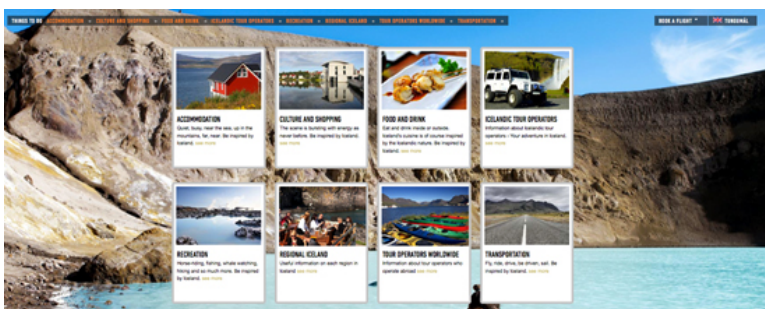 THINGS TO DO ACCOMMODATION CULTURE AND SHOPPING FOOD AND DRINK ICELANDIC TOUR OPERATORS RECREATION REGIONAL ICELAND TOUR OPERATORS WORLDWIDE TRANSPORTATION
BOOK A FLIGHT TUNGUMÁL
ACCOMMODATION
Quiet, busy, near the sea, up in the
mountains, far, near. Be inspired by
Iceland. see more
CULTURE AND SHOPPING
The scene is bursting with energy as
never before. Be inspired by Iceland.
see more
FOOD AND DRINK
Eat and drink inside or outside.
Iceland's cuisine is of course inspired
by the Icelandic nature. Be inspired by
Iceland. see more
ICELANDIC TOUR OPERATORS
Information about Icelandic tour
operators - Your adventure in Iceland.
see more
RECREATION
Horse-riding, fishing, whale watching,
hiking and so much more. Be inspired
by Iceland. see more
REGIONAL ICELAND
Useful information on each region in
Iceland see more
TOUR OPERATORS WORLDWIDE
Information about tour operators who
operate abroad see more
TRANSPORTATION
Fly, ride, drive, be driven, sail. Be
inspired by Iceland. see more